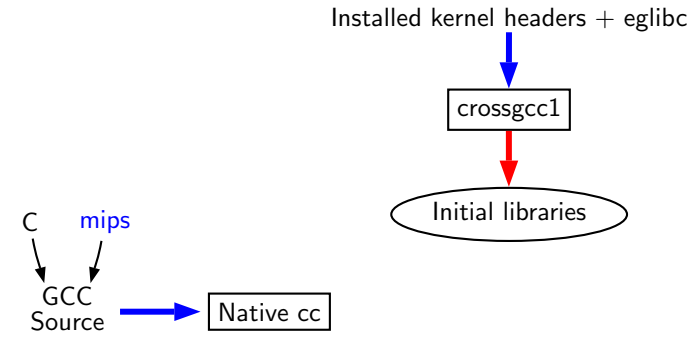 Installed kernel headers + eglibc
crossgcc1
Initial libraries
C
mips
GCC
Source
Native cc